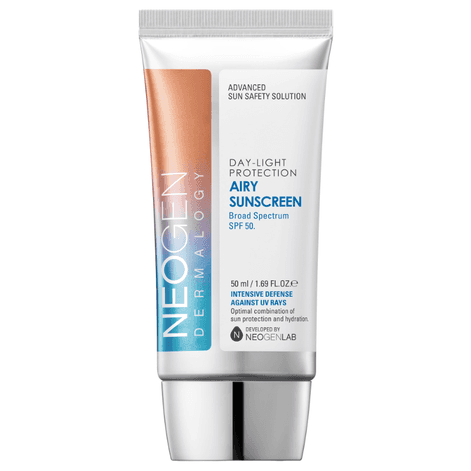 ADVANCED
SUN SAFETY SOLUTION
NEOGEN
DERMALOGY
DAY-LIGHT
PROTECTION
AIRY
SUNSCREEN
Broad Spectrum
SPF 50.
50 ml / 1.69 FL.OZ.℮
INTENSIVE DEFENSE
AGAINST UV RAYS
Optimal combination of
sun protection and hydration.
N
DEVELOPED BY
NEOGENLAB